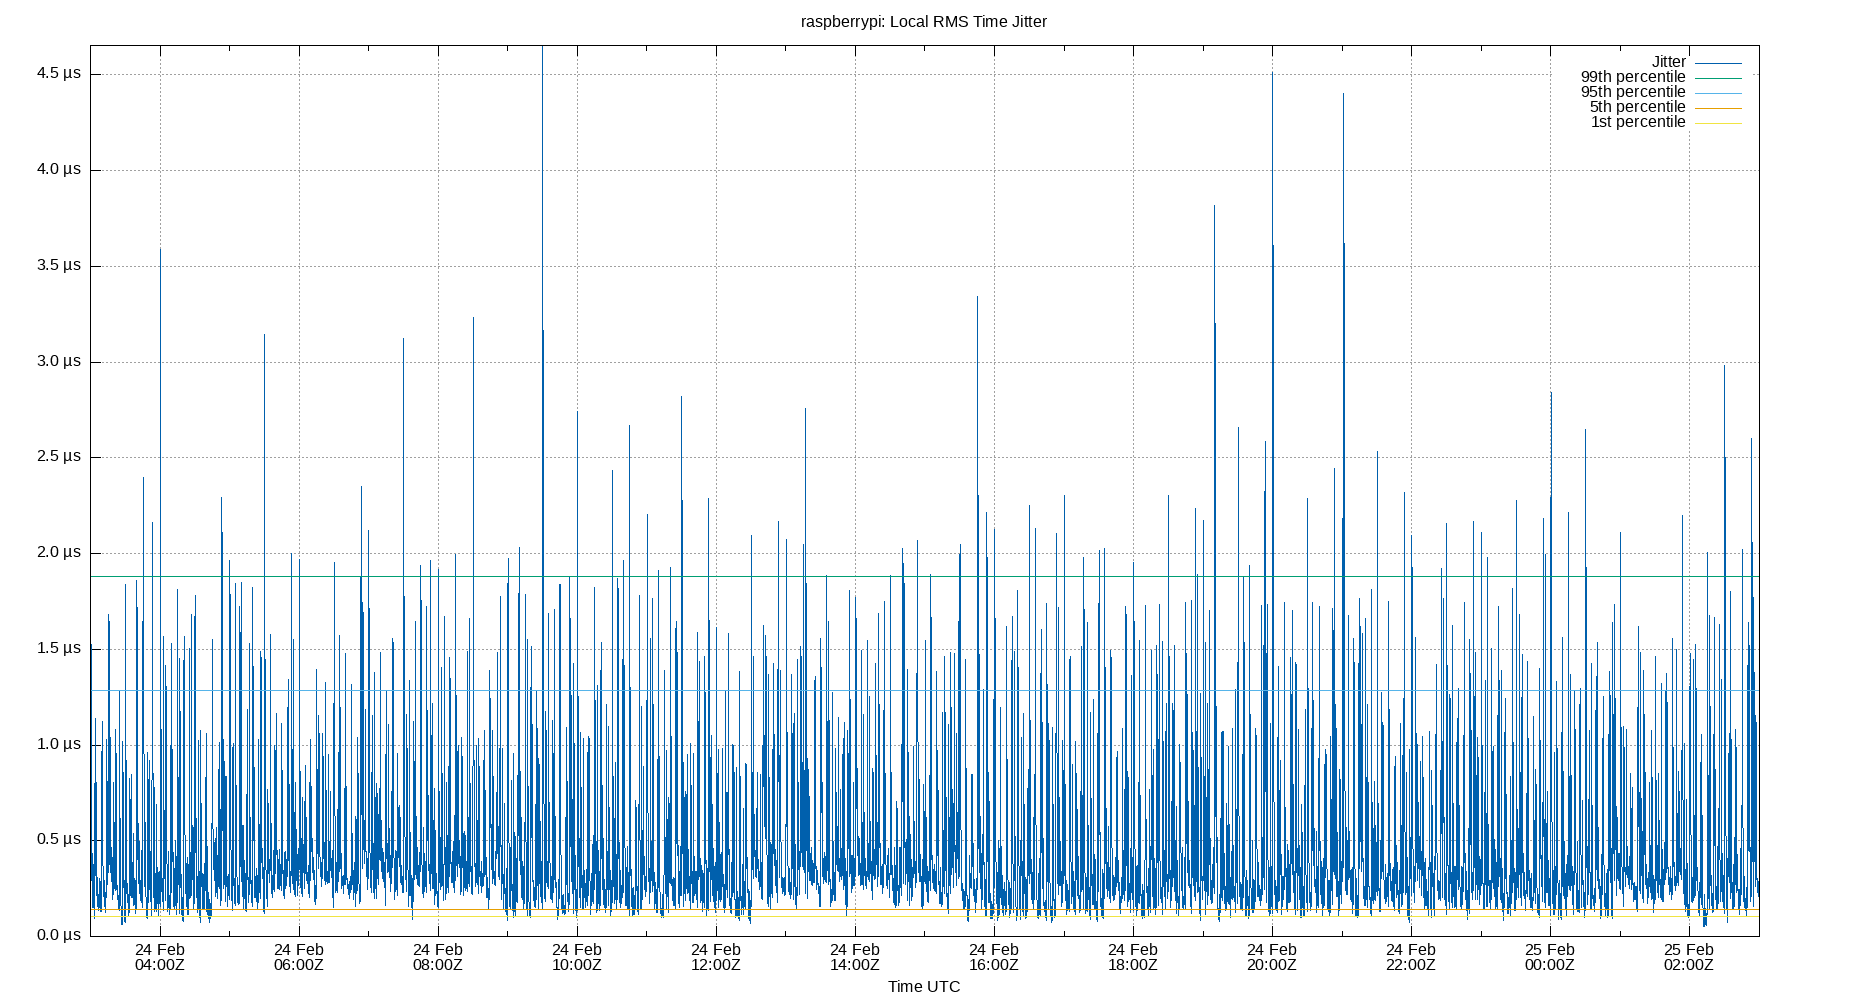 raspberrypi: Local RMS Time Jitter
Jitter
99th percentile
95th percentile
5th percentile
1st percentile
4.5 µs
4.0 µs
3.5 µs
3.0 µs
2.5 µs
2.0 µs
1.5 µs
1.0 µs
0.5 µs
0.0 µs
24 Feb 24 Feb 24 Feb 24 Feb 24 Feb 24 Feb 24 Feb 24 Feb 24 Feb 24 Feb 25 Feb 25 Feb
04:00Z 06:00Z 08:00Z 10:00Z 12:00Z 14:00Z 16:00Z 18:00Z 20:00Z 22:00Z 00:00Z 02:00Z
Time UTC